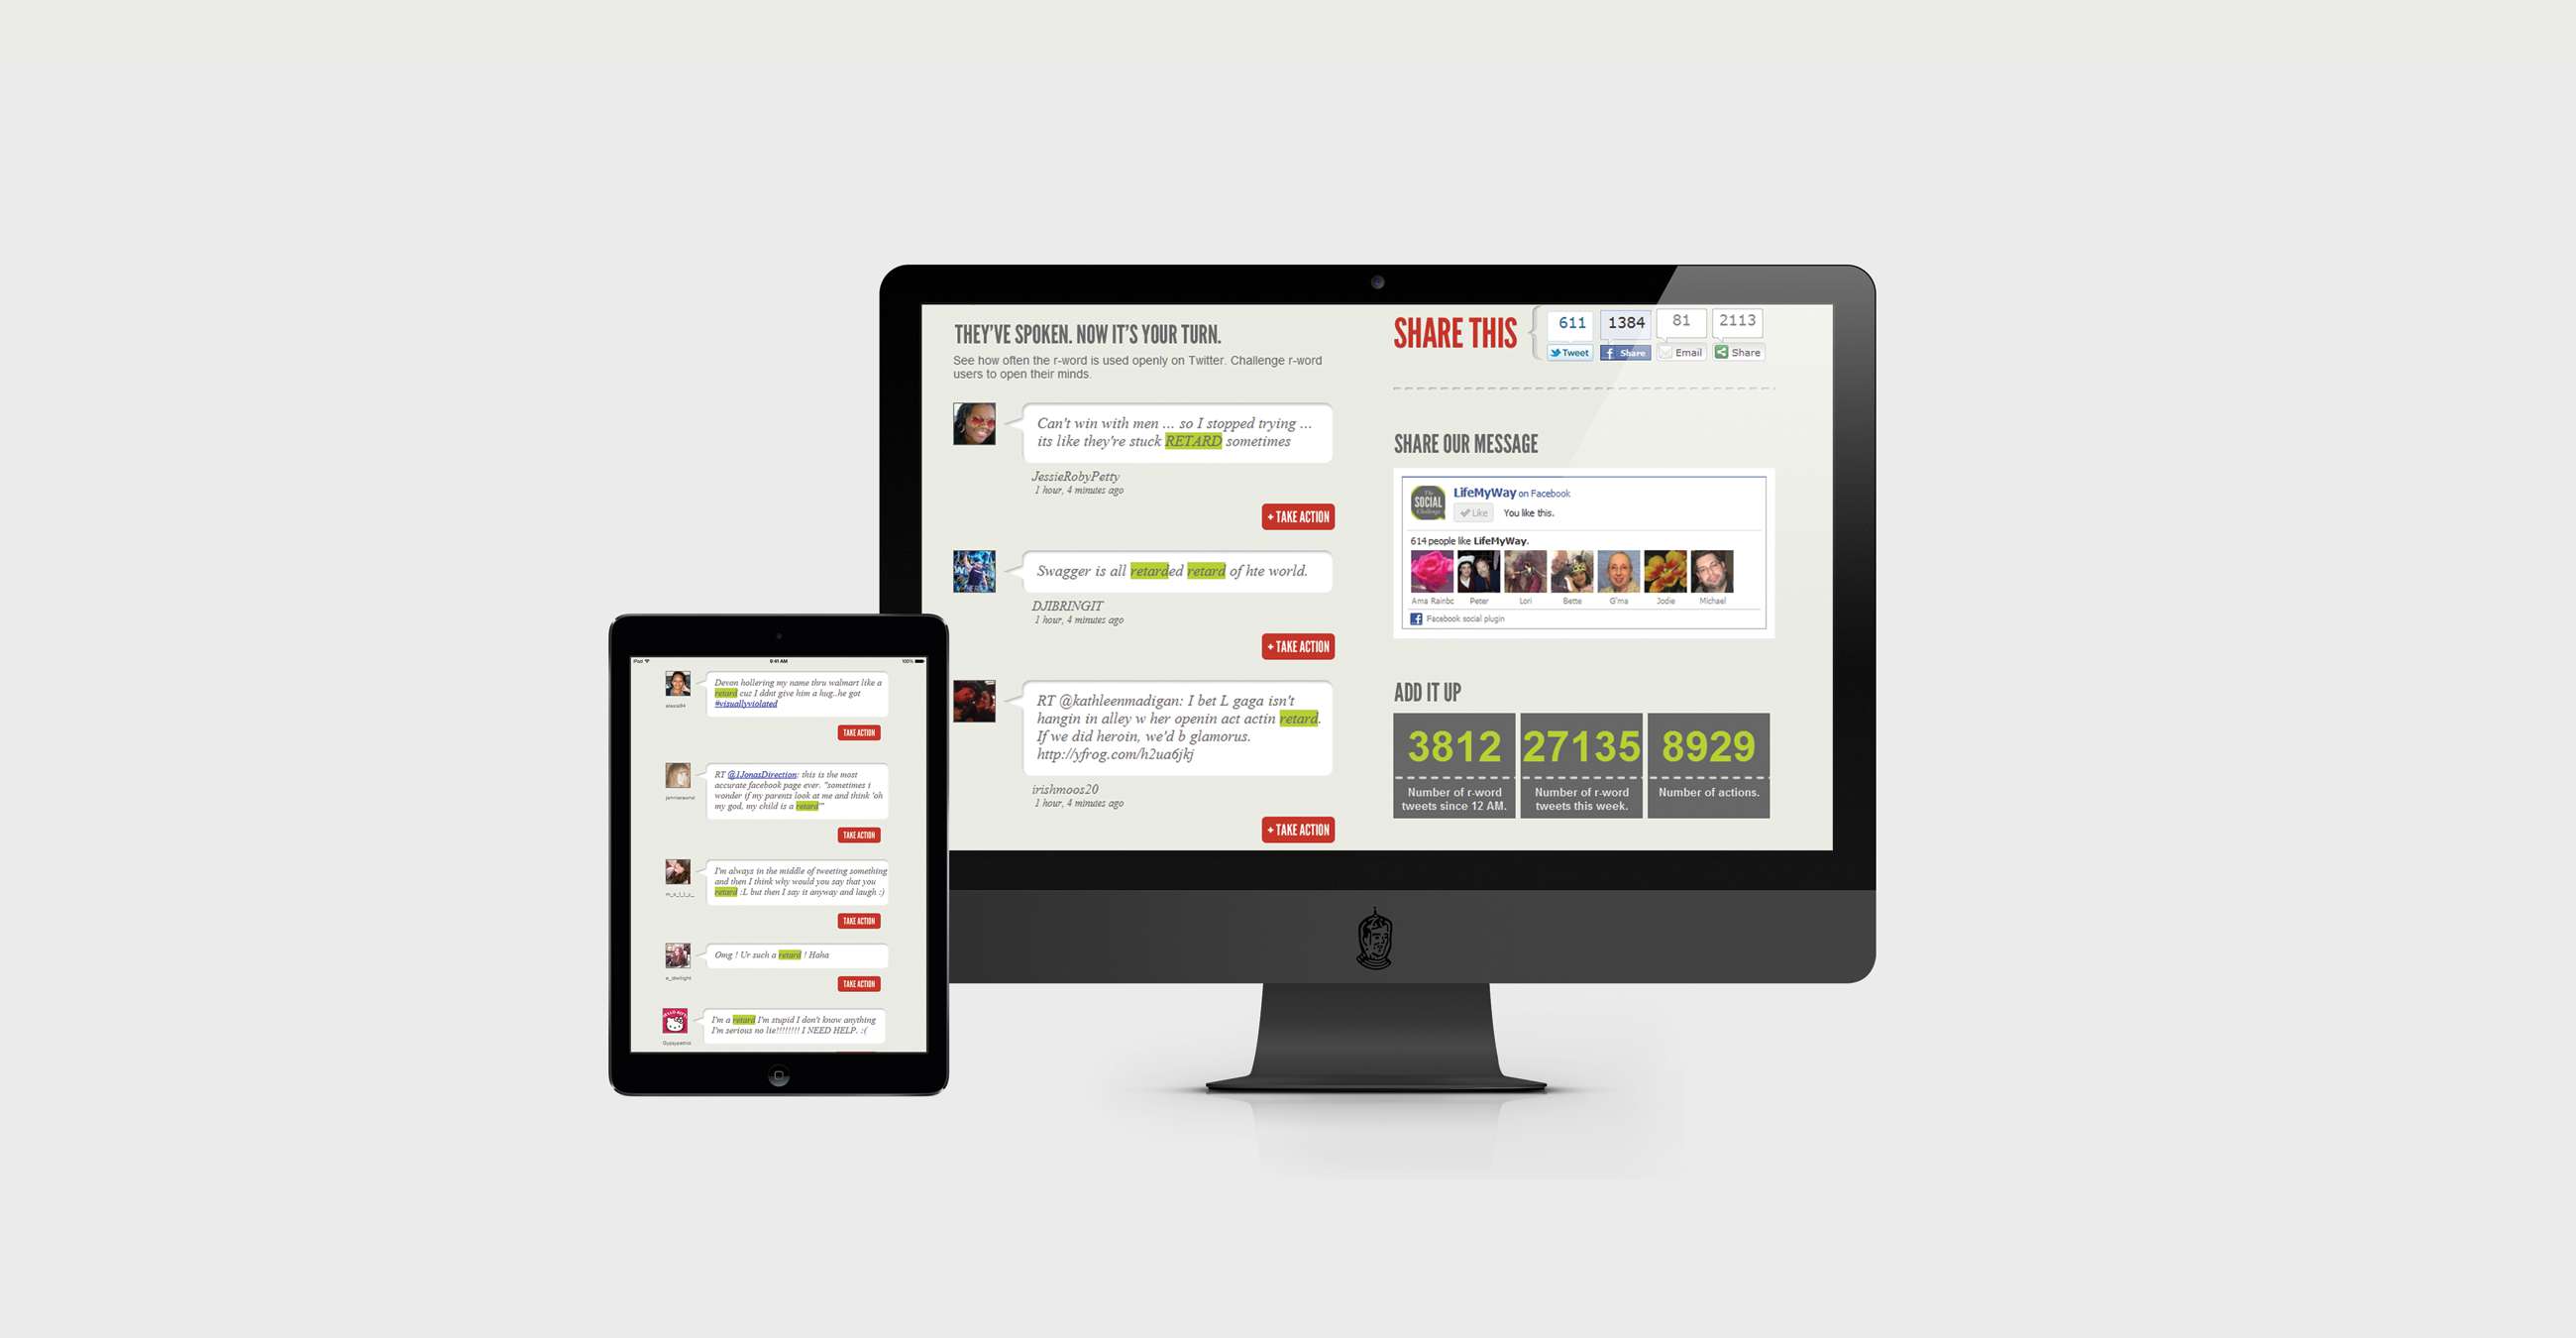 THEY'VE SPOKEN. NOW IT'S YOUR TURN.
See how often the r-word is used openly on Twitter. Challenge r-word
users to open their minds.
Can't win with men ... so I stopped trying ...
its like they're stuck RETARD sometimes
JessieRobyPetty
1 hour, 4 minutes ago
+ TAKE ACTION
Swagger is all retarded retard of hte world.
DJIBRINGIT
1 hour, 4 minutes ago
+ TAKE ACTION
RT @kathleenmadigan: I bet L gaga isn't
hangin in alley w her openin act actin retard.
If we did heroin, we'd b glamorus.
http://yfrog.com/h2ua6jkj
irishmoos20
1 hour, 4 minutes ago
+ TAKE ACTION
SHARE THIS
611 1384 81 2113
Tweet Share Email Share
SHARE OUR MESSAGE
The SOCIAL Challenge
LifeMyWay on Facebook
Like You like this.
614 people like LifeMyWay.
Ama Rainbc Peter Lori Bette G'ma Jodie Michael
Facebook social plugin
ADD IT UP
3812 27135 8929
Number of r-word Number of r-word Number of actions.
tweets since 12 AM. tweets this week.
iPad 9:41 AM 100%
Devon hollering my name thru walmart like a
retard cuz I ddnt give him a hug..he got
#visuallyviolated
TAKE ACTION
RT @1JonasDirection: this is the most
accurate facebook page ever. "sometimes i
wonder if my parents look at me and think 'oh
my god, my child is a retard'"
TAKE ACTION
I'm always in the middle of tweeting something
and then I think why would you say that you
retard :L but then I say it anyway and laugh :)
TAKE ACTION
Omg ! Ur such a retard ! Haha
TAKE ACTION
HELLO KITTY
I'm a retard I'm stupid I don't know anything
I'm serious no lie!!!!!!!! I NEED HELP. :(